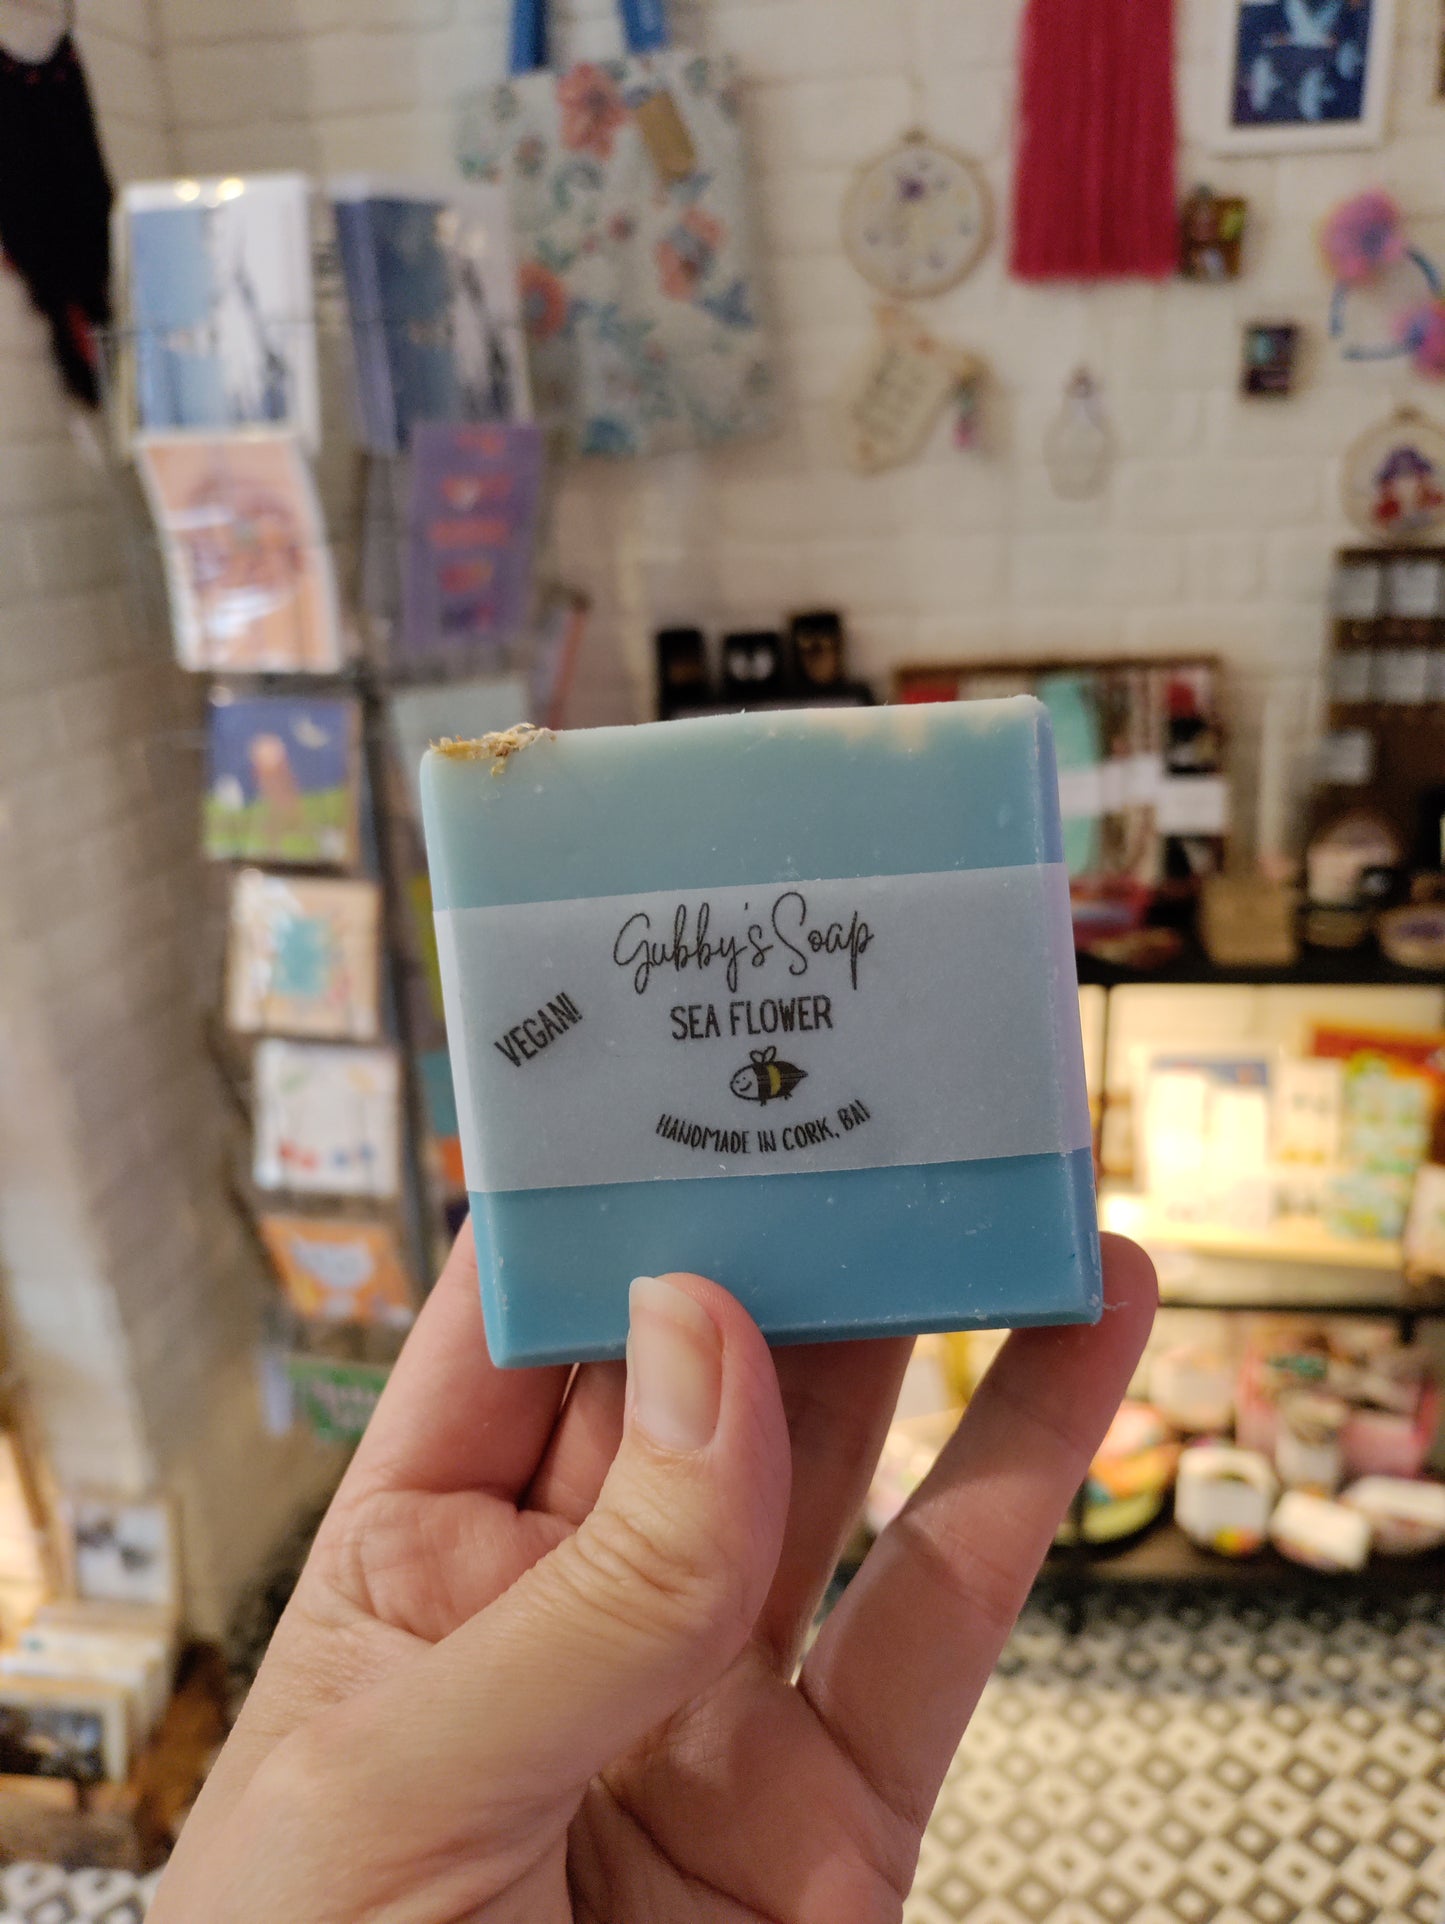 Gubby's Soap
SEA FLOWER
VEGAN!
HANDMADE IN CORK, BAI